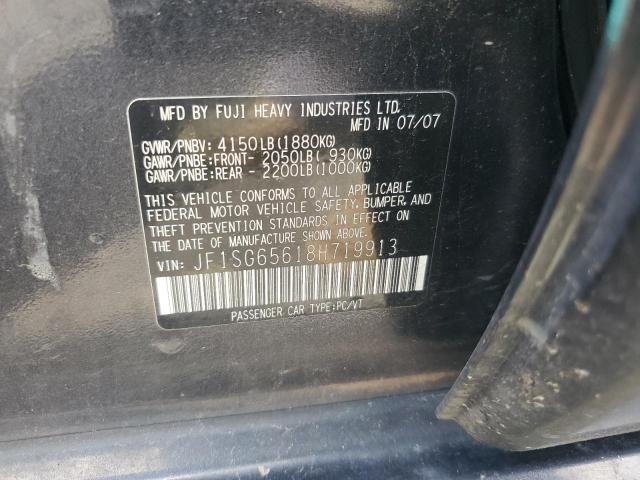 MFD BY FUJI HEAVY INDUSTRIES LTD.
MFD IN 07/07
GVWR/PNBV: 4150LB(1880KG)
GAWR/PNBE:FRONT- 2050LB( 930KG)
GAWR/PNBE:REAR - 2200LB(1000KG)
THIS VEHICLE CONFORMS TO ALL APPLICABLE
FEDERAL MOTOR VEHICLE SAFETY, BUMPER, AND
THEFT PREVENTION STANDARDS IN EFFECT ON
THE DATE OF MANUFACTURE SHOWN ABOVE.
VIN: JF1SG65618H719913
PASSENGER CAR TYPE:PC/VT